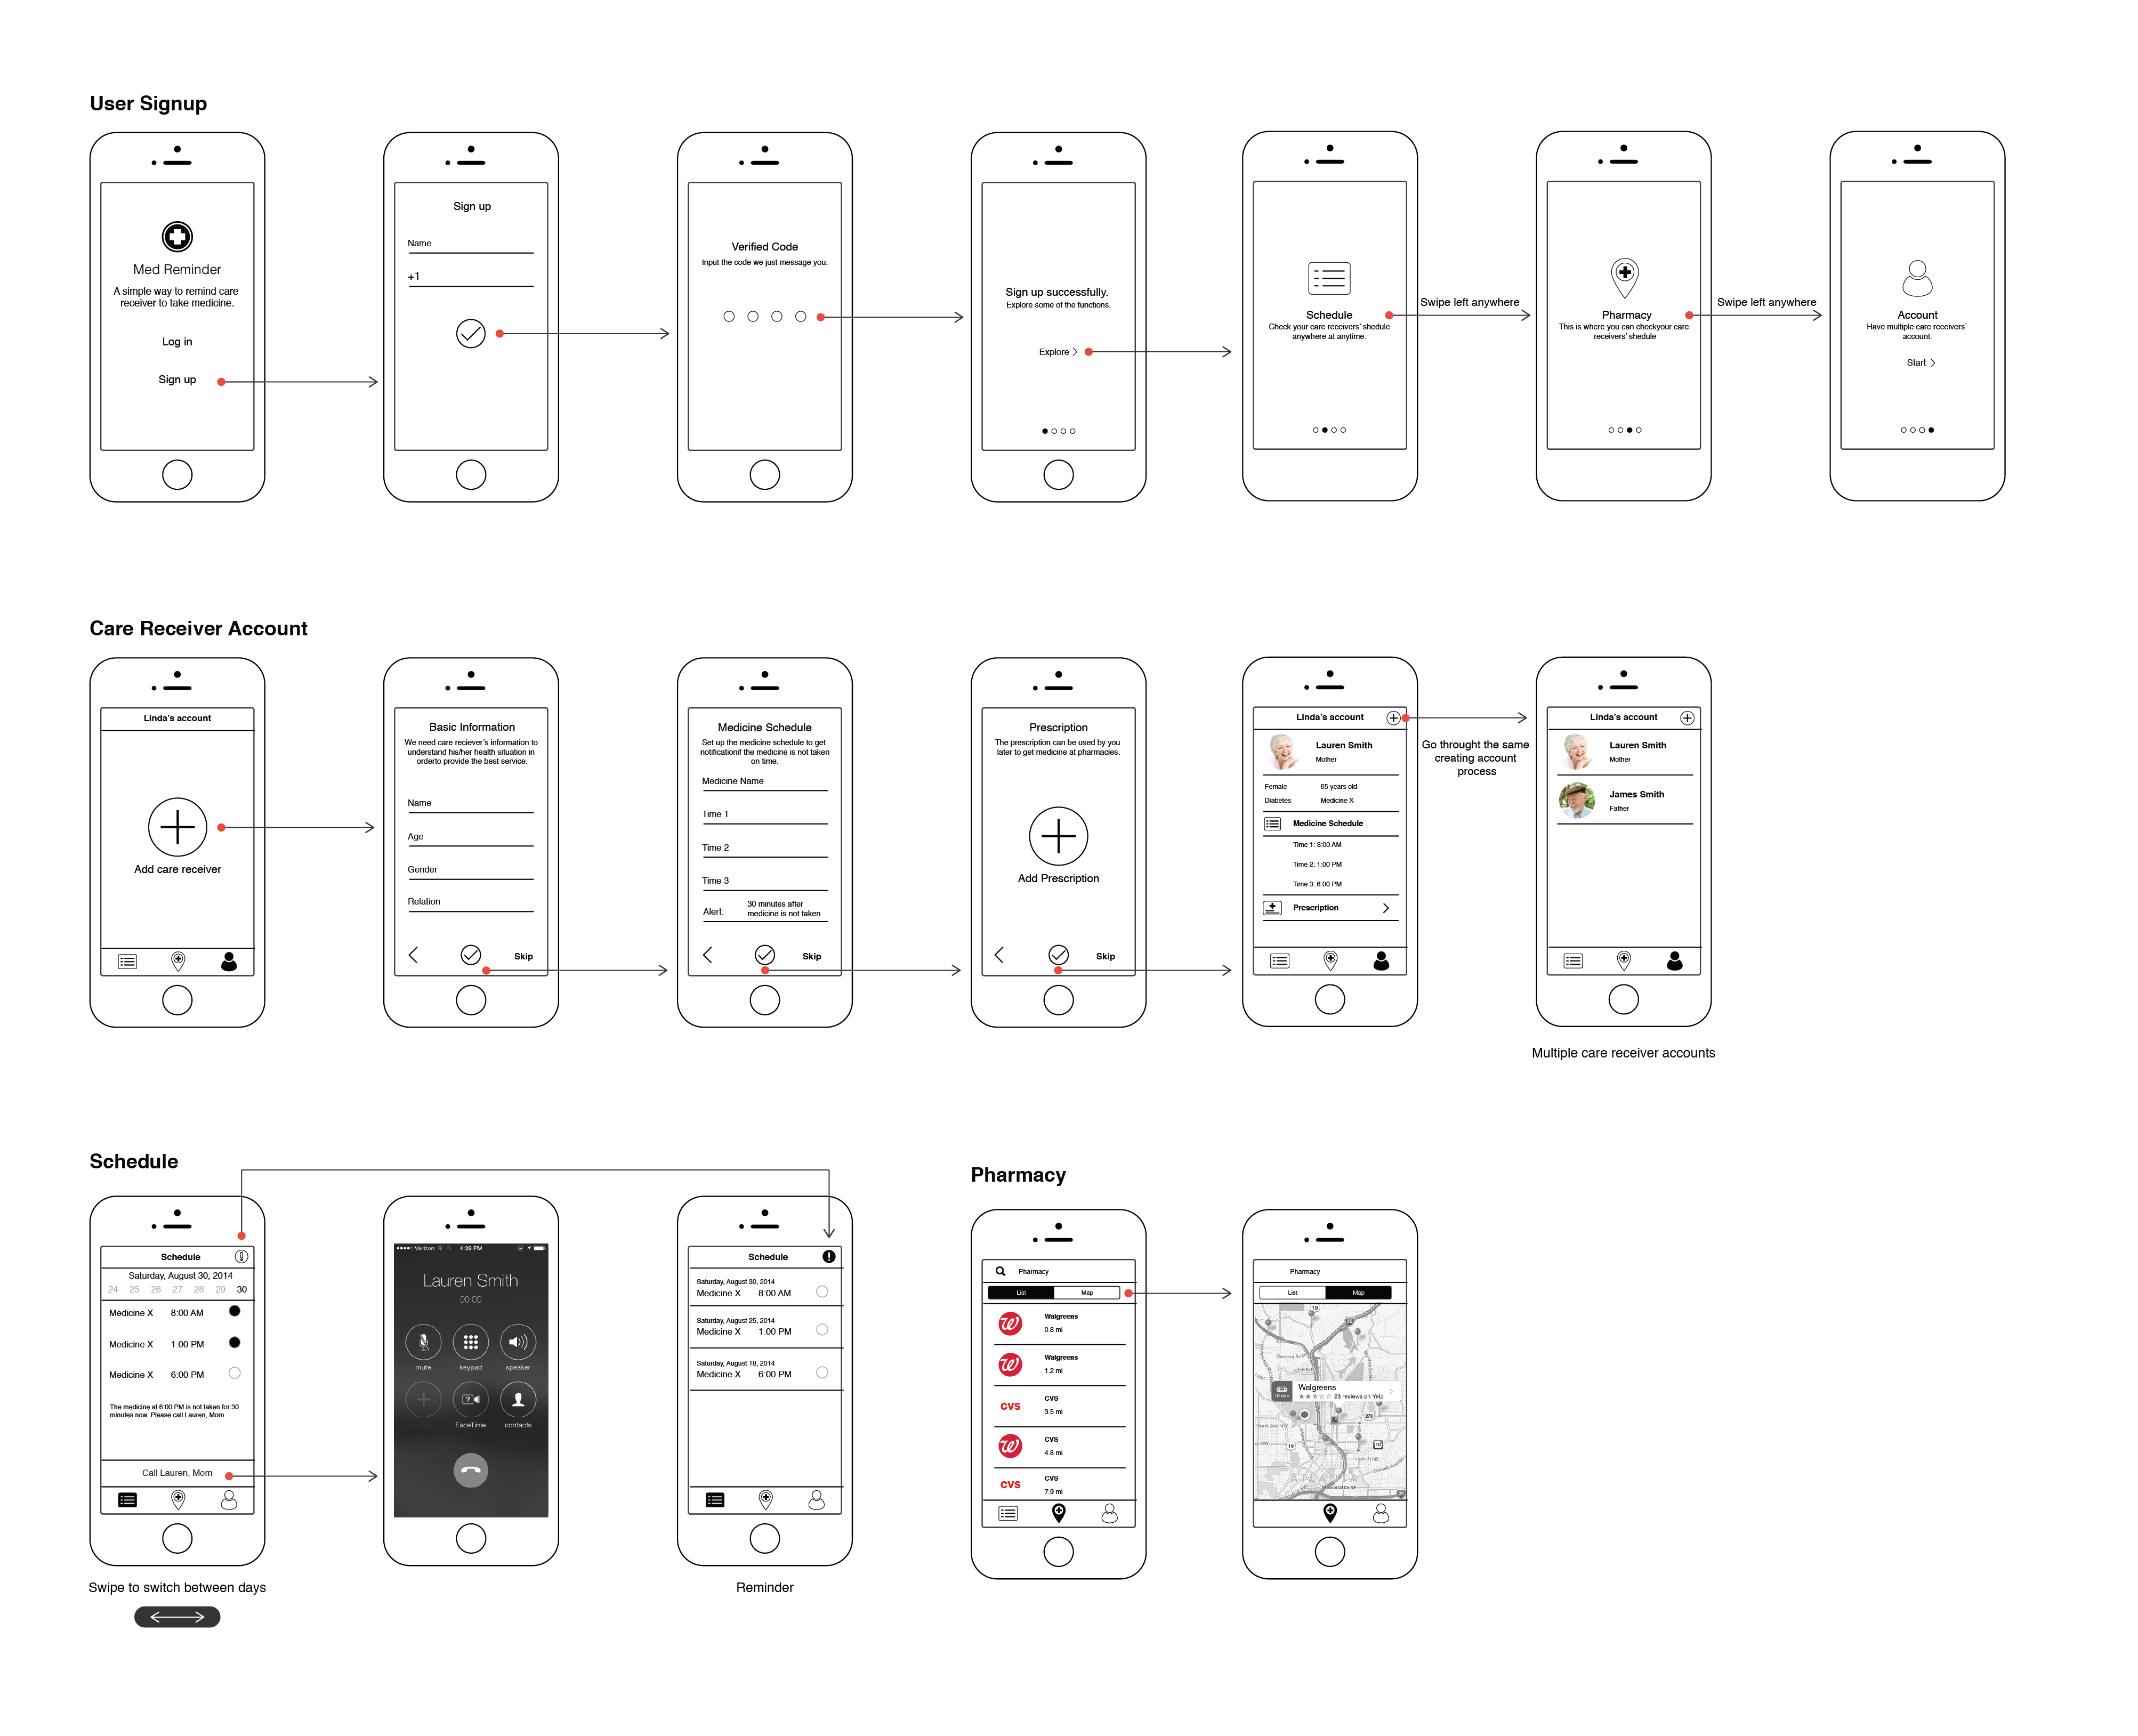 User Signup
Med Reminder
A simple way to remind care
receiver to take medicine.
Log in
Sign up
Sign up
Name
+1
Verified Code
Input the code we just message you.
Sign up successfully.
Explore some of the functions.
Explore >
Schedule
Check your care receivers' shedule
anywhere at anytime.
Swipe left anywhere
Pharmacy
This is where you can checkyour care
receivers' shedule
Swipe left anywhere
Account
Have multiple care receivers'
account.
Start >
Care Receiver Account
Linda's account
Add care receiver
Basic Information
We need care reciever's information to
understand his/her health situation in
orderto provide the best service.
Name
Age
Gender
Relation
Skip
Medicine Schedule
Set up the medicine schedule to get
notificationif the medicine is not taken
on time.
Medicine Name
Time 1
Time 2
Time 3
Alert:
30 minutes after
medicine is not taken
Skip
Prescription
The prescription can be used by you
later to get medicine at pharmacies.
Add Prescription
Skip
Linda's account
Lauren Smith
Mother
Female 65 years old
Diabetes Medicine X
Medicine Schedule
Time 1: 8:00 AM
Time 2: 1:00 PM
Time 3: 6:00 PM
Prescription
Go throught the same
creating account
process
Linda's account
Lauren Smith
Mother
James Smith
Father
Multiple care receiver accounts
Schedule
Schedule
Saturday, August 30, 2014
24 25 26 27 28 29 30
Medicine X 8:00 AM
Medicine X 1:00 PM
Medicine X 6:00 PM
The medicine at 6:00 PM is not taken for 30
minutes now. Please call Lauren, Mom.
Call Lauren, Mom
Swipe to switch between days
Verizon 4:39 PM
Lauren Smith
00:00
mute keypad speaker
FaceTime contacts
Schedule
Saturday, August 30, 2014
Medicine X 8:00 AM
Saturday, August 25, 2014
Medicine X 1:00 PM
Saturday, August 18, 2014
Medicine X 6:00 PM
Reminder
Pharmacy
Pharmacy
List Map
Walgreens
0.8 mi
Walgreens
1.2 mi
CVS
CVS
3.5 mi
CVS
4.8 mi
CVS
CVS
7.9 mi
Pharmacy
List Map
19
Walgreens
23 reviews on Yelp
19
ATLANTA
Memorial Dr SE